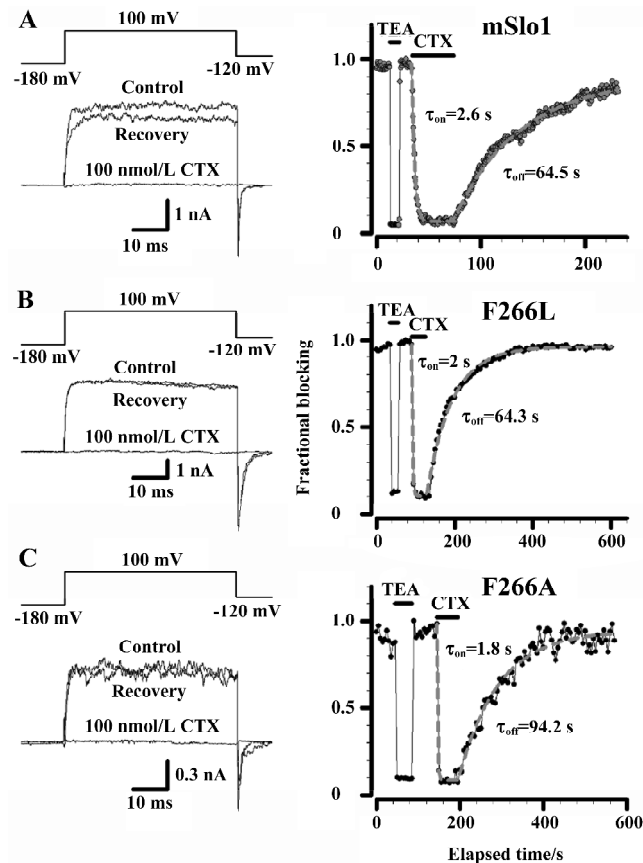 A
100 mV
-180 mV
-120 mV
Control
Recovery
100 nmol/L CTX
1 nA
10 ms
mSlo1
TEA
CTX
1.0
0.5
0
τon=2.6 s
τoff=64.5 s
0
100
200
B
100 mV
-180 mV
-120 mV
Control
Recovery
100 nmol/L CTX
1 nA
10 ms
F266L
TEA
CTX
1.0
0.5
0
τon=2 s
τoff=64.3 s
0
200
400
600
Fractional blocking
C
100 mV
-180 mV
-120 mV
Control
Recovery
100 nmol/L CTX
0.3 nA
10 ms
F266A
TEA
CTX
1.0
0.5
0
τon=1.8 s
τoff=94.2 s
0
200
400
600
Elapsed time/s